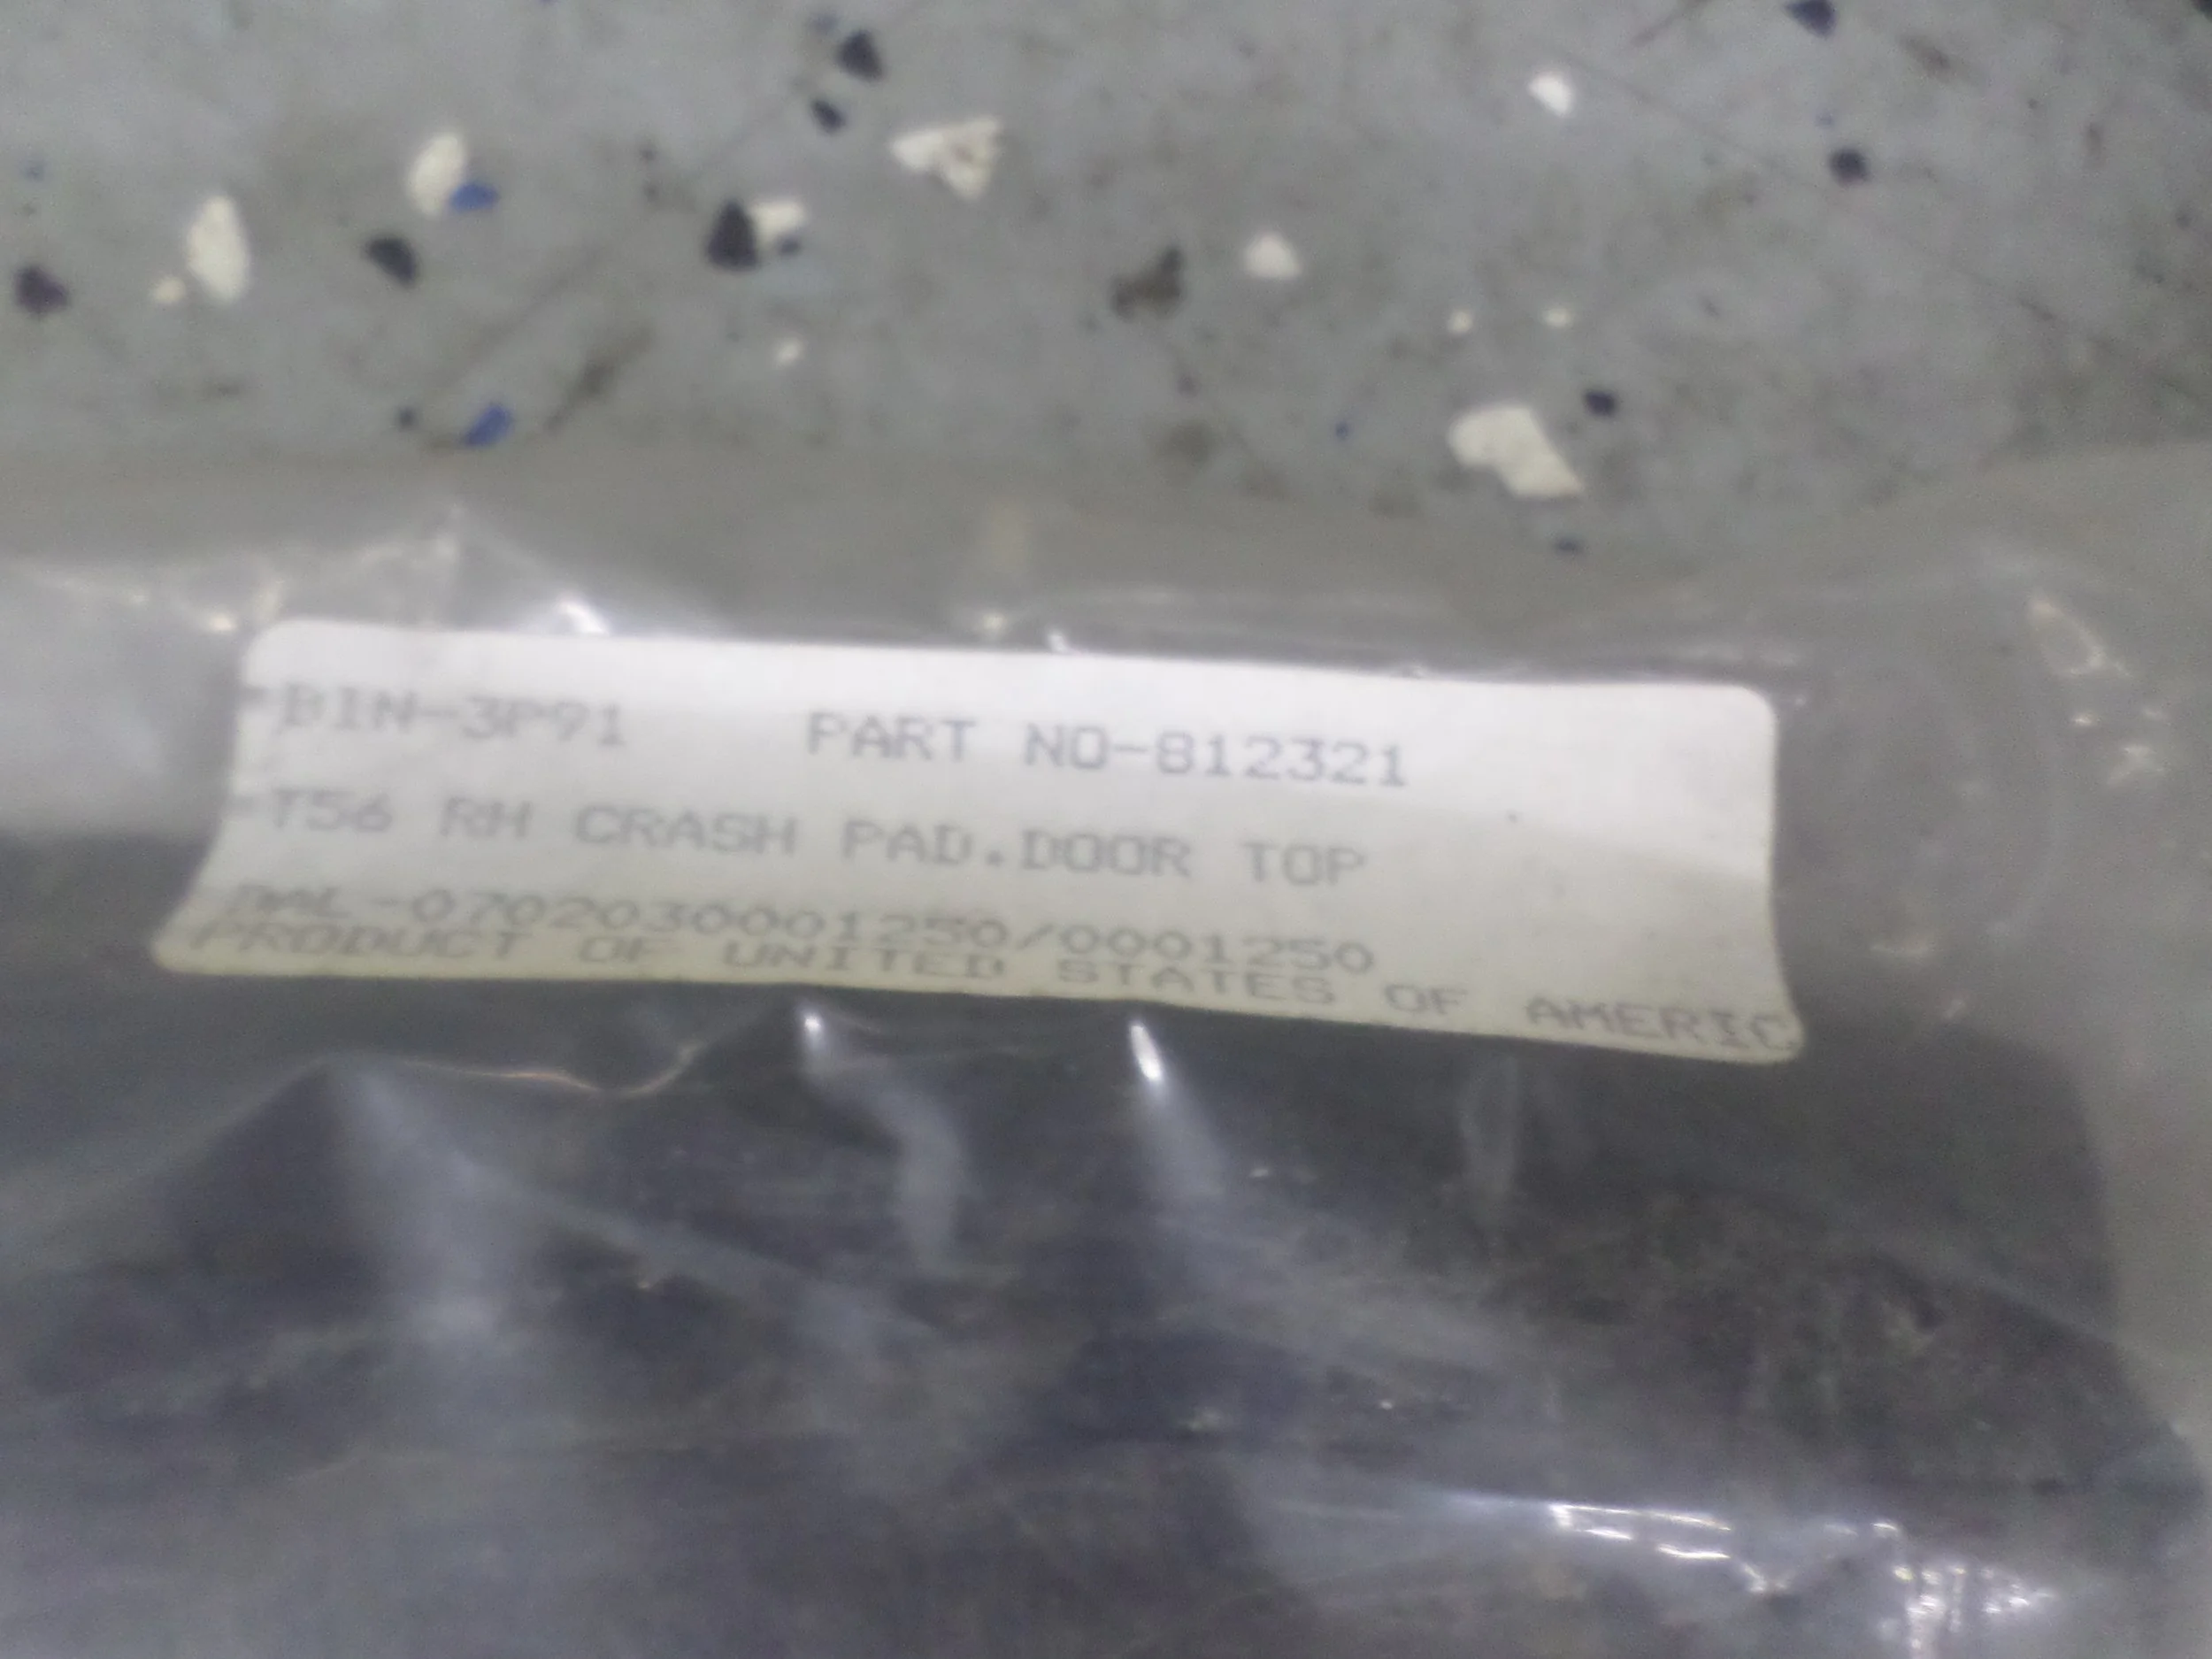 BIN-3P91 PART NO-812321
T56 RH CRASH PAD.DOOR TOP
DAL-0702030001250/0001250
PRODUCT OF UNITED STATES OF AMERIC